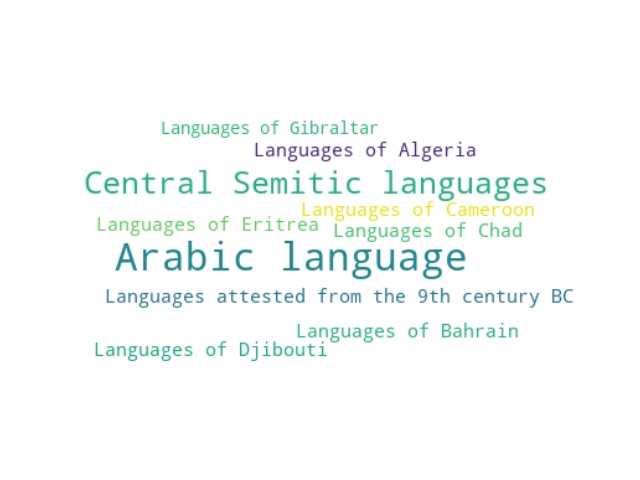 Languages of Gibraltar
Languages of Algeria
Central Semitic languages
Languages of Cameroon
Languages of Eritrea
Languages of Chad
Arabic language
Languages attested from the 9th century BC
Languages of Bahrain
Languages of Djibouti